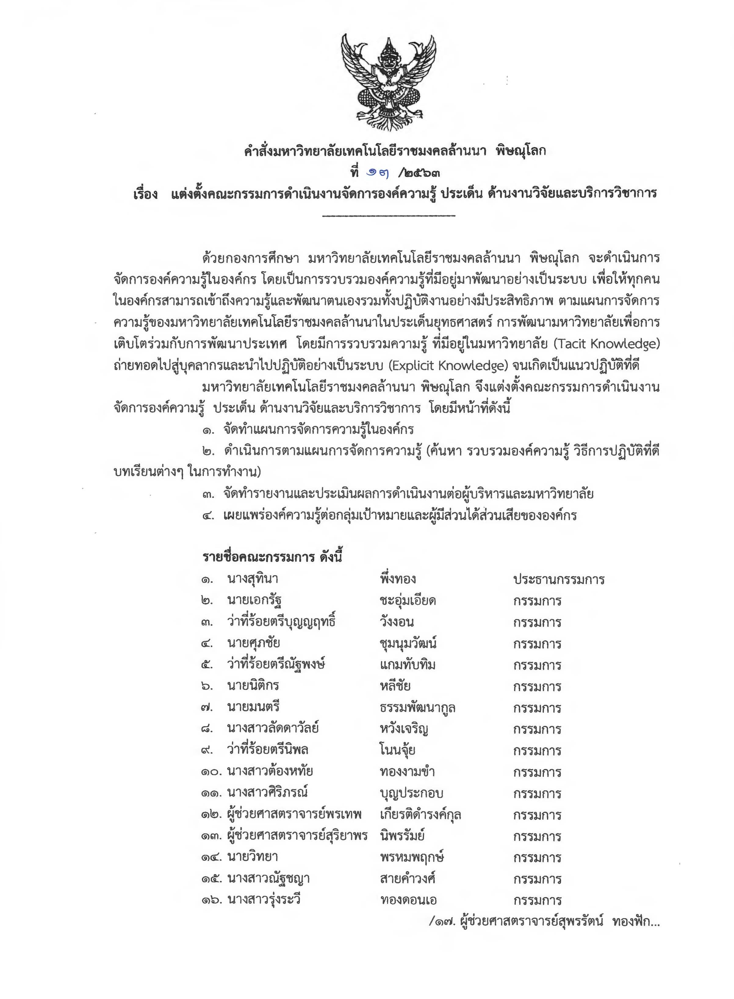 คำสั่งมหาวิทยาลัยเทคโนโลยีราชมงคลล้านนา พิษณุโลก
ที่ ๑๓ /๒๕๖๓
เรื่อง แต่งตั้งคณะกรรมการดำเนินงานจัดการองค์ความรู้ ประเด็น ด้านงานวิจัยและบริการวิชาการ
ด้วยกองการศึกษา มหาวิทยาลัยเทคโนโลยีราชมงคลล้านนา พิษณุโลก จะดำเนินการ
จัดการองค์ความรู้ในองค์กร โดยเป็นการรวบรวมองค์ความรู้ที่มีอยู่มาพัฒนาอย่างเป็นระบบ เพื่อให้ทุกคน
ในองค์กรสามารถเข้าถึงความรู้และพัฒนาตนเองรวมทั้งปฏิบัติงานอย่างมีประสิทธิภาพ ตามแผนการจัดการ
ความรู้ของมหาวิทยาลัยเทคโนโลยีราชมงคลล้านนาในประเด็นยุทธศาสตร์ การพัฒนามหาวิทยาลัยเพื่อการ
เติบโตร่วมกับการพัฒนาประเทศ โดยมีการรวบรวมความรู้ ที่มีอยู่ในมหาวิทยาลัย (Tacit Knowledge)
ถ่ายทอดไปสู่บุคลากรและนำไปปฏิบัติอย่างเป็นระบบ (Explicit Knowledge) จนเกิดเป็นแนวปฏิบัติที่ดี
มหาวิทยาลัยเทคโนโลยีราชมงคลล้านนา พิษณุโลก จึงแต่งตั้งคณะกรรมการดำเนินงาน
จัดการองค์ความรู้ ประเด็น ด้านงานวิจัยและบริการวิชาการ โดยมีหน้าที่ดังนี้
๑. จัดทำแผนการจัดการความรู้ในองค์กร
๒. ดำเนินการตามแผนการจัดการความรู้ (ค้นหา รวบรวมองค์ความรู้ วิธีการปฏิบัติที่ดี
บทเรียนต่างๆ ในการทำงาน)
๓. จัดทำรายงานและประเมินผลการดำเนินงานต่อผู้บริหารและมหาวิทยาลัย
๔. เผยแพร่องค์ความรู้ต่อกลุ่มเป้าหมายและผู้มีส่วนได้ส่วนเสียขององค์กร
รายชื่อคณะกรรมการ ดังนี้
๑. นางสุทินา พึ่งทอง ประธานกรรมการ
๒. นายเอกรัฐ ชะอุ่มเอียด กรรมการ
๓. ว่าที่ร้อยตรีบุญญฤทธิ์ วังงอน กรรมการ
๔. นายศุภชัย ชุมนุมวัฒน์ กรรมการ
๕. ว่าที่ร้อยตรีณัฐพงษ์ แกมทับทิม กรรมการ
๖. นายนิติกร หลีชัย กรรมการ
๗. นายมนตรี ธรรมพัฒนากูล กรรมการ
๘. นางสาวลัดดาวัลย์ หวังเจริญ กรรมการ
๙. ว่าที่ร้อยตรีนิพล โนนจุ้ย กรรมการ
๑๐. นางสาวต้องหทัย ทองงามขำ กรรมการ
๑๑. นางสาวศิริภรณ์ บุญประกอบ กรรมการ
๑๒. ผู้ช่วยศาสตราจารย์พรเทพ เกียรติดำรงค์กุล กรรมการ
๑๓. ผู้ช่วยศาสตราจารย์สุริยาพร นิพรรัมย์ กรรมการ
๑๔. นายวิทยา พรหมพฤกษ์ กรรมการ
๑๕. นางสาวณัฐชญา สายคำวงศ์ กรรมการ
๑๖. นางสาวรุ่งระวี ทองดอนเอ กรรมการ
/๑๗. ผู้ช่วยศาสตราจารย์สุพรรัตน์ ทองฟัก...